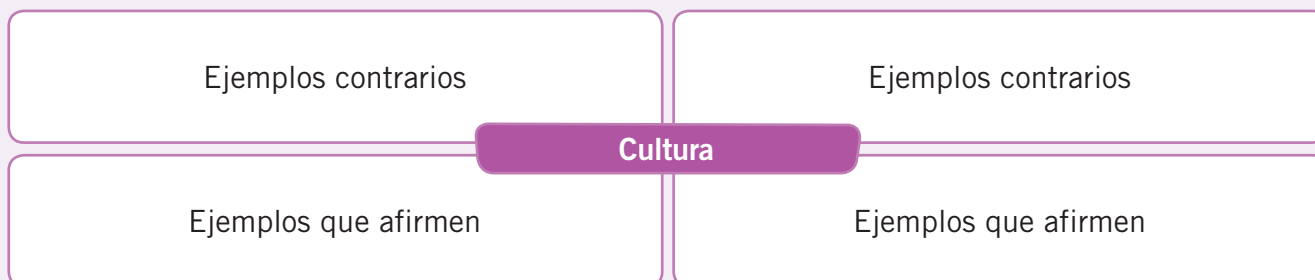 Ejemplos contrarios
Ejemplos contrarios
Cultura
Ejemplos que afirmen
Ejemplos que afirmen